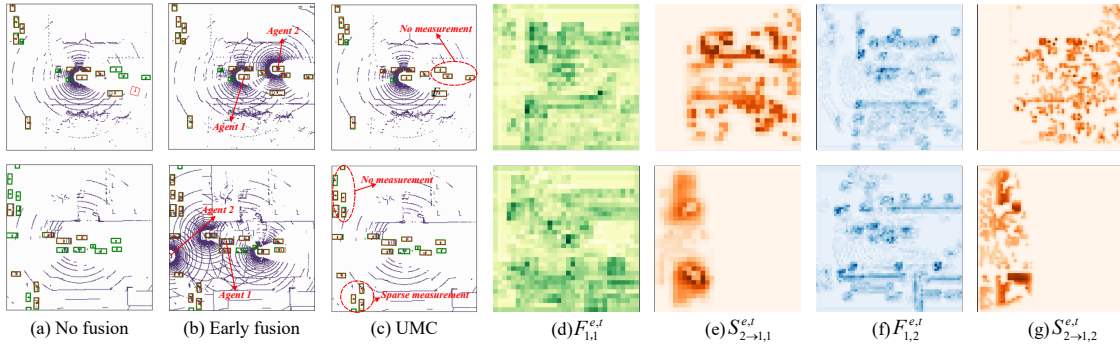 Agent 2
No measurement
Agent 1
No measurement
Agent 2
Agent 1
Sparse measurement
(a) No fusion
(b) Early fusion
(c) UMC
(d) $F_{1,1}^{e,t}$
(e) $S_{2\to1,1}^{e,t}$
(f) $F_{1,2}^{e,t}$
(g) $S_{2\to1,2}^{e,t}$